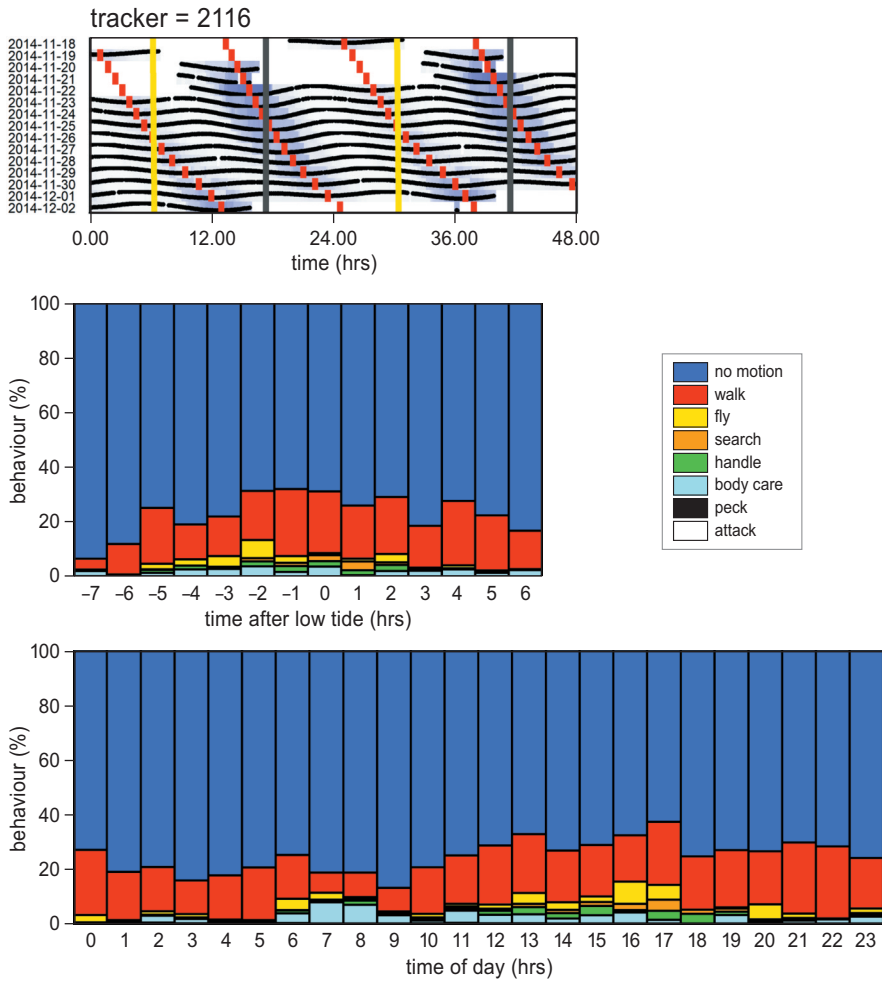 tracker = 2116
2014-11-18
2014-11-19
2014-11-20
2014-11-21
2014-11-22
2014-11-23
2014-11-24
2014-11-25
2014-11-26
2014-11-27
2014-11-28
2014-11-29
2014-11-30
2014-12-01
2014-12-02
0.00 12.00 24.00 36.00 48.00
time (hrs)
100
80
60
40
20
0
behaviour (%)
–7 –6 –5 –4 –3 –2 –1 0 1 2 3 4 5 6
time after low tide (hrs)
no motion
walk
fly
search
handle
body care
peck
attack
100
80
60
40
20
0
behaviour (%)
0 1 2 3 4 5 6 7 8 9 10 11 12 13 14 15 16 17 18 19 20 21 22 23
time of day (hrs)